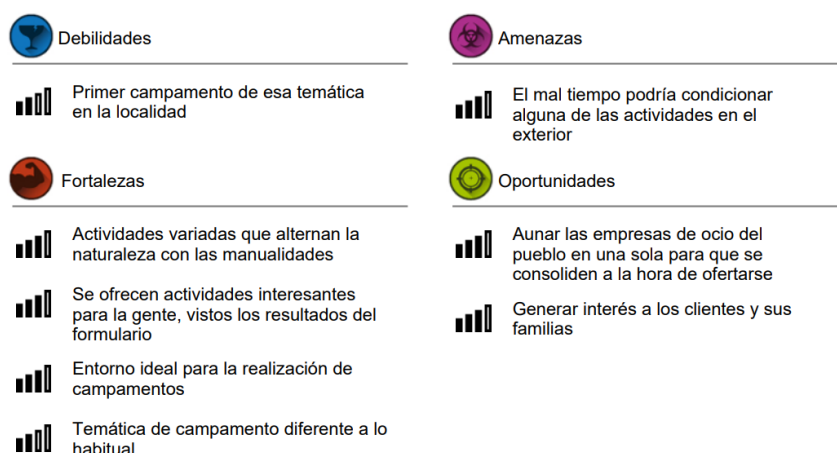 Debilidades
Primer campamento de esa temática
en la localidad
Fortalezas
Actividades variadas que alternan la
naturaleza con las manualidades
Se ofrecen actividades interesantes
para la gente, vistos los resultados del
formulario
Entorno ideal para la realización de
campamentos
Temática de campamento diferente a lo
habitual
Amenazas
El mal tiempo podría condicionar
alguna de las actividades en el
exterior
Oportunidades
Aunar las empresas de ocio del
pueblo en una sola para que se
consoliden a la hora de ofertarse
Generar interés a los clientes y sus
familias